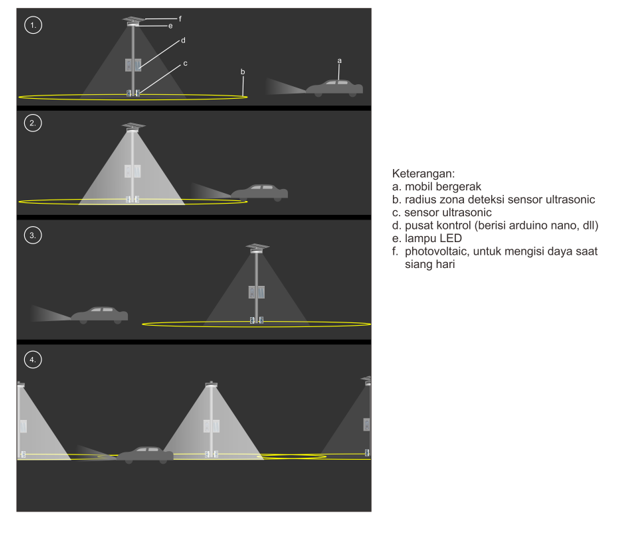 1.
f
e
d
c
b
a
2.
3.
4.
Keterangan:
a. mobil bergerak
b. radius zona deteksi sensor ultrasonic
c. sensor ultrasonic
d. pusat kontrol (berisi arduino nano, dll)
e. lampu LED
f. photovoltaic, untuk mengisi daya saat
siang hari